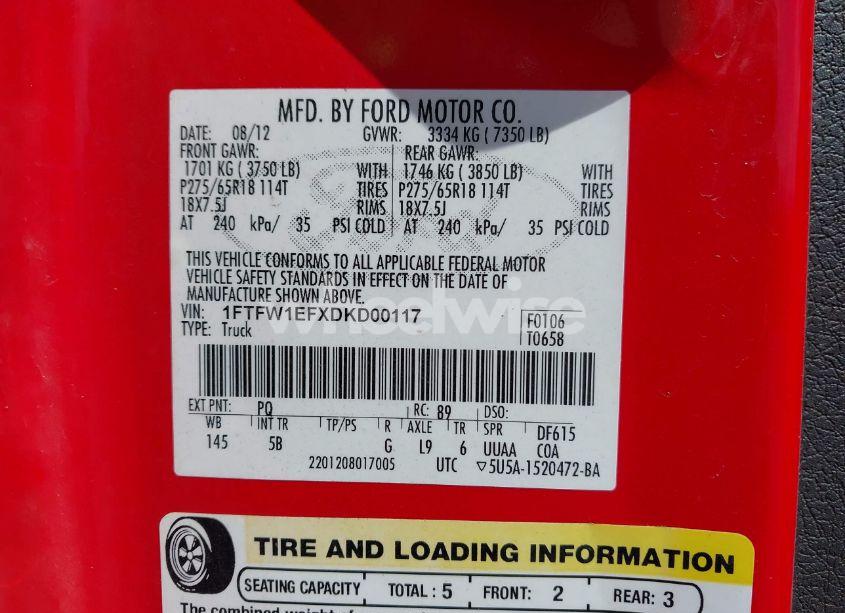 MFD. BY FORD MOTOR CO.
DATE: 08/12 GVWR: 3334 KG ( 7350 LB)
FRONT GAWR: REAR GAWR:
1701 KG ( 3750 LB) WITH 1746 KG ( 3850 LB) WITH
P275/65R18 114T TIRES P275/65R18 114T TIRES
18X7.5J RIMS 18X7.5J RIMS
AT 240 kPa/ 35 PSI COLD AT 240 kPa/ 35 PSI COLD
THIS VEHICLE CONFORMS TO ALL APPLICABLE FEDERAL MOTOR
VEHICLE SAFETY STANDARDS IN EFFECT ON THE DATE OF
MANUFACTURE SHOWN ABOVE.
VIN: 1FTFW1EFXDKD00117
TYPE: Truck
F0T06
T0658
wheelwise
EXT PNT: PQ RC: 89 DSO:
WB INT TR TP/PS R AXLE TR SPR DF615
145 5B G L9 6 UUAA COA
2201208017005 UTC ▽5U5A-1520472-BA
TIRE AND LOADING INFORMATION
SEATING CAPACITY TOTAL : 5 FRONT: 2 REAR: 3
The combined weight of